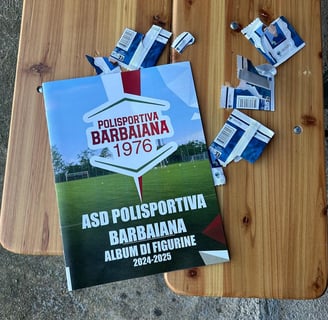 POLISPORTIVA
BARBAIANA
1976
ASD POLISPORTIVA
BARBAIANA
ALBUM DI FIGURINE
2024-2025